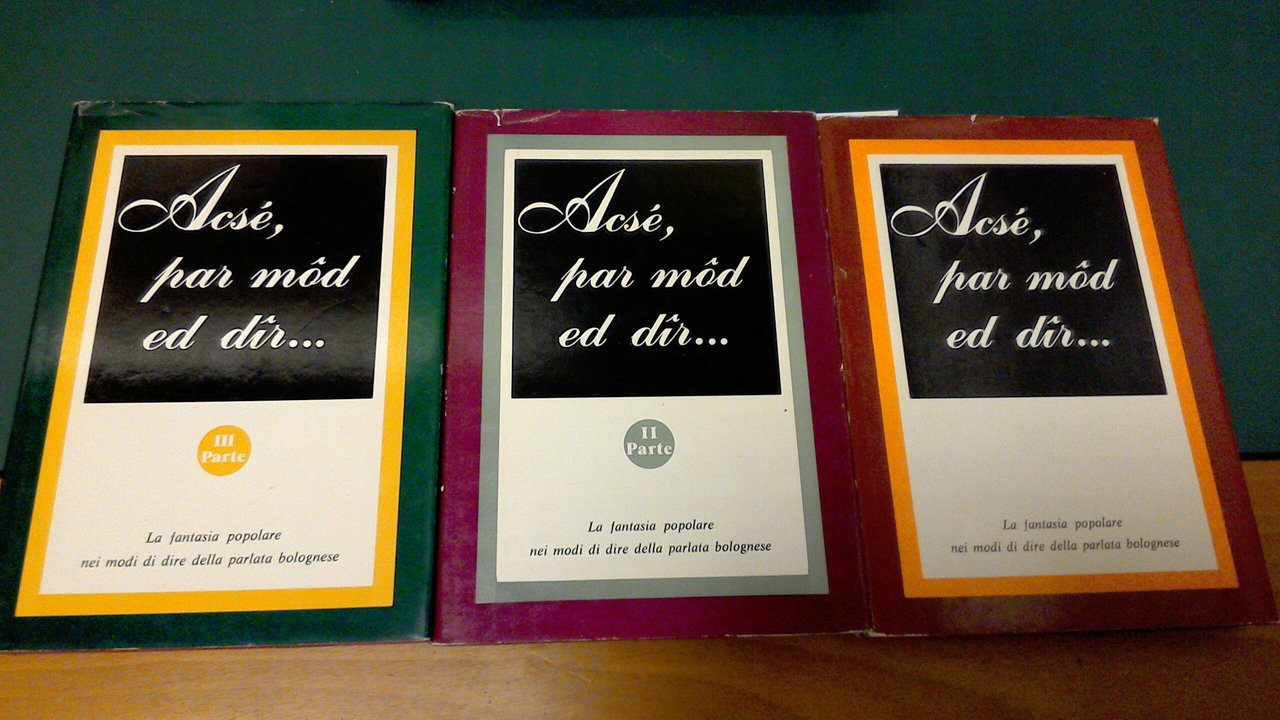 Acsé,
par môd
ed dîr...
III
Parte
La fantasia popolare
nei modi di dire della parlata bolognese
Acsé,
par môd
ed dîr...
II
Parte
La fantasia popolare
nei modi di dire della parlata bolognese
Acsé,
par môd
ed dîr...
La fantasia popolare
nei modi di dire della parlata bolognese